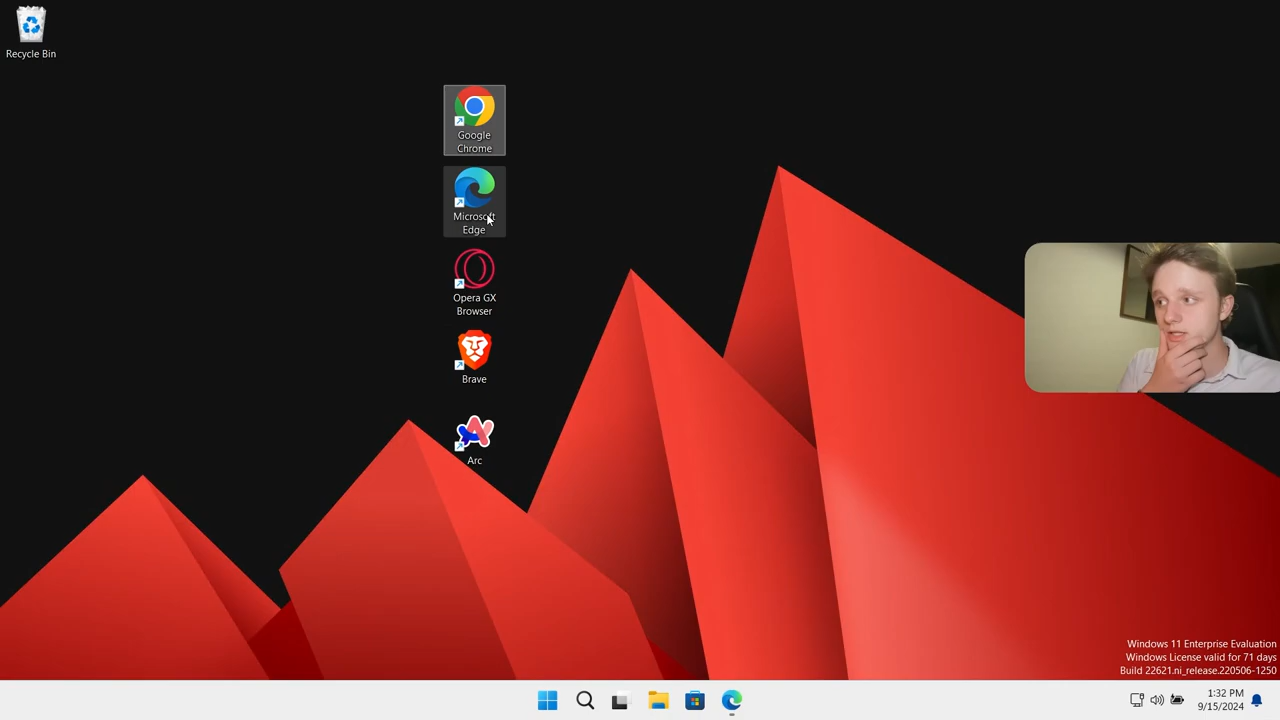 Recycle Bin
Google
Chrome
Microsoft
Edge
Opera GX
Browser
Brave
Arc
Windows 11 Enterprise Evaluation
Windows License valid for 71 days
Build 22621.ni_release.220506-1250
1:32 PM
9/15/2024